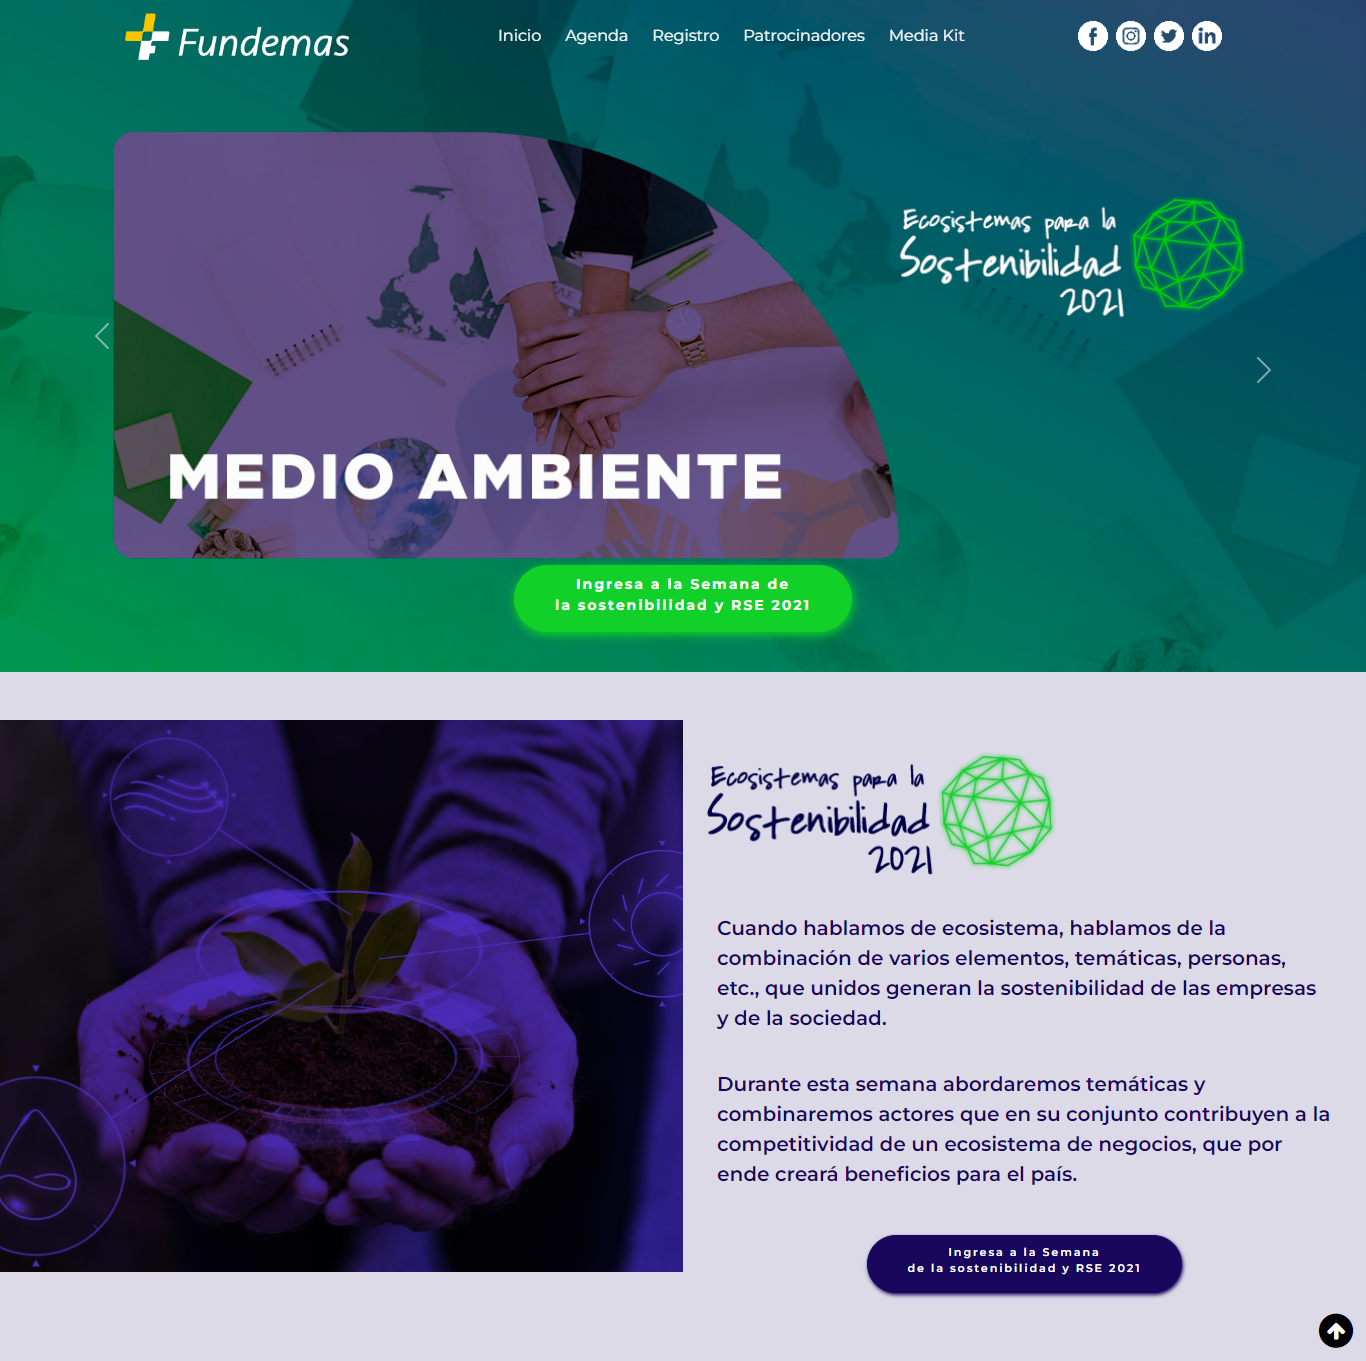 Fundemas
Inicio
Agenda
Registro
Patrocinadores
Media Kit
Ecosistemas para la
Sostenibilidad
2021
MEDIO AMBIENTE
Ingresa a la Semana de
la sostenibilidad y RSE 2021
Ecosistemas para la
Sostenibilidad
2021
Cuando hablamos de ecosistema, hablamos de la
combinación de varios elementos, temáticas, personas,
etc., que unidos generan la sostenibilidad de las empresas
y de la sociedad.
Durante esta semana abordaremos temáticas y
combinaremos actores que en su conjunto contribuyen a la
competitividad de un ecosistema de negocios, que por
ende creará beneficios para el país.
Ingresa a la Semana
de la sostenibilidad y RSE 2021